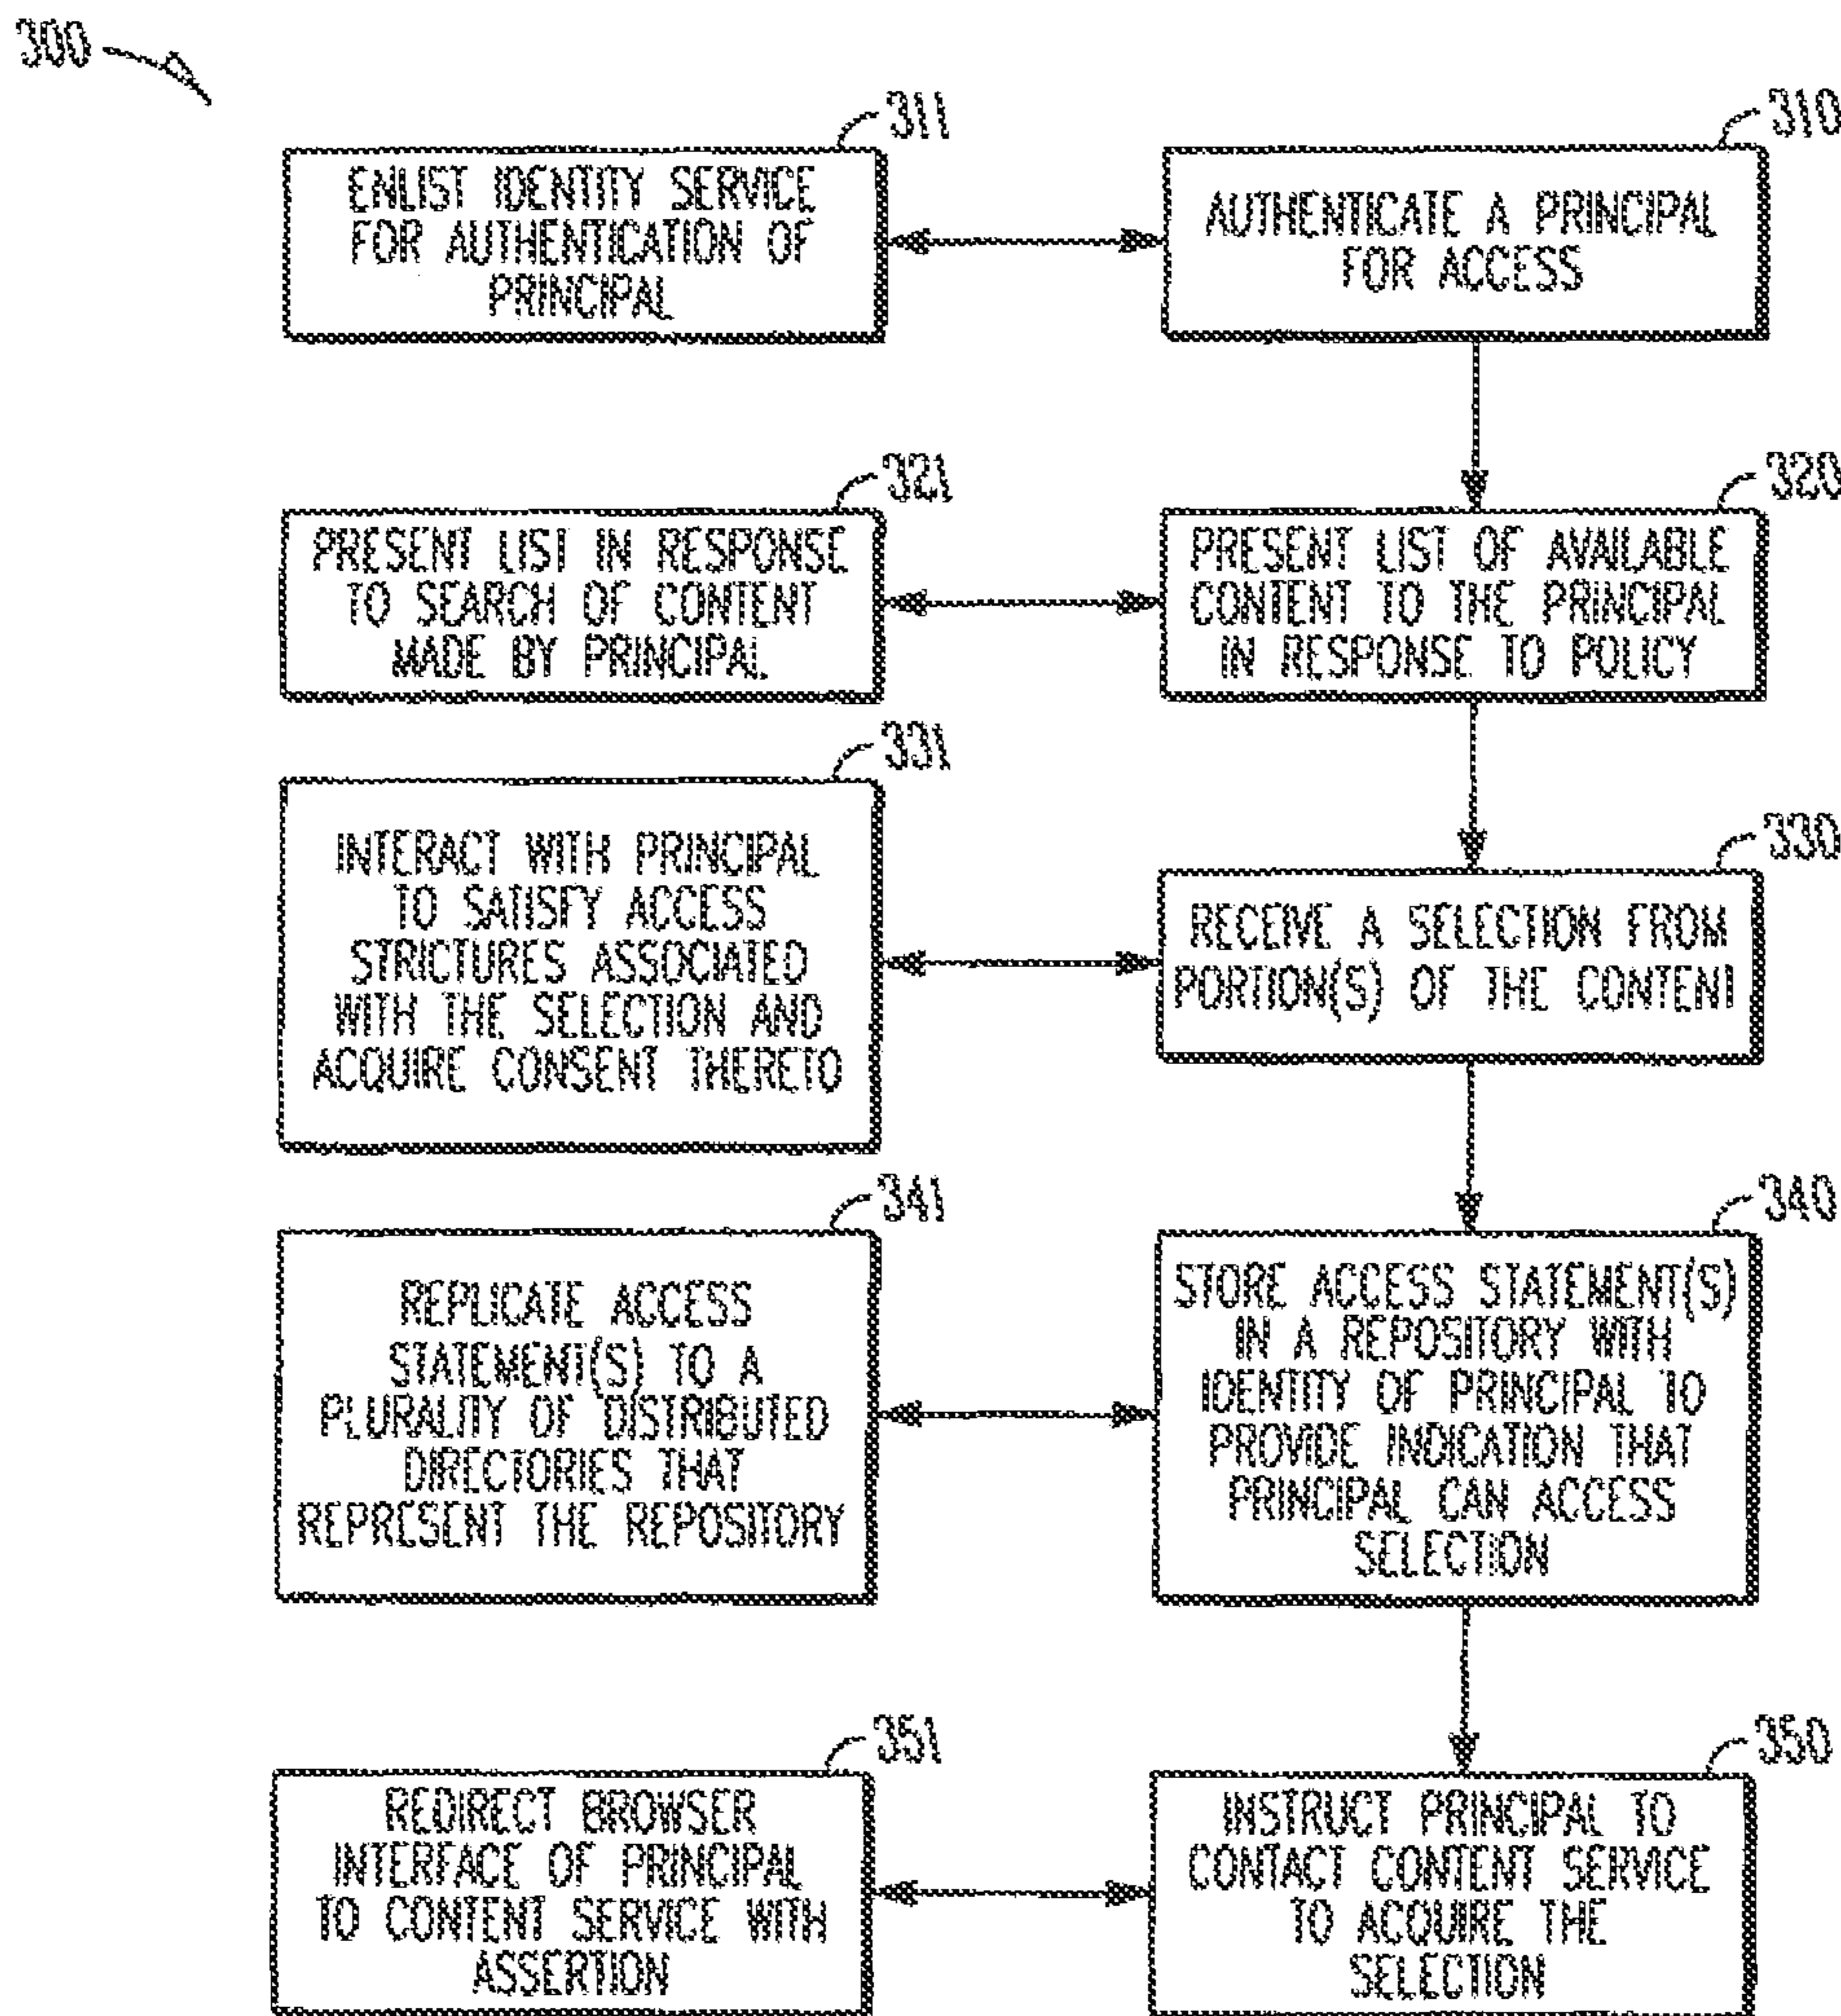 300
311
ENLIST IDENTITY SERVICE
FOR AUTHENTICATION OF
PRINCIPAL
310
AUTHENTICATE A PRINCIPAL
FOR ACCESS
321
PRESENT LIST IN RESPONSE
TO SEARCH OF CONTENT
MADE BY PRINCIPAL
320
PRESENT LIST OF AVAILABLE
CONTENT TO THE PRINCIPAL
IN RESPONSE TO POLICY
331
INTERACT WITH PRINCIPAL
TO SATISFY ACCESS
STRICTURES ASSOCIATED
WITH THE SELECTION AND
ACQUIRE CONSENT THERETO
330
RECEIVE A SELECTION FROM
PORTION(S) OF THE CONTENT
341
REPLICATE ACCESS
STATEMENT(S) TO A
PLURALITY OF DISTRIBUTED
DIRECTORIES THAT
REPRESENT THE REPOSITORY
340
STORE ACCESS STATEMENT(S)
IN A REPOSITORY WITH
IDENTITY OF PRINCIPAL TO
PROVIDE INDICATION THAT
PRINCIPAL CAN ACCESS
SELECTION
351
REDIRECT BROWSER
INTERFACE OF PRINCIPAL
TO CONTENT SERVICE WITH
ASSERTION
350
INSTRUCT PRINCIPAL TO
CONTACT CONTENT SERVICE
TO ACQUIRE THE
SELECTION